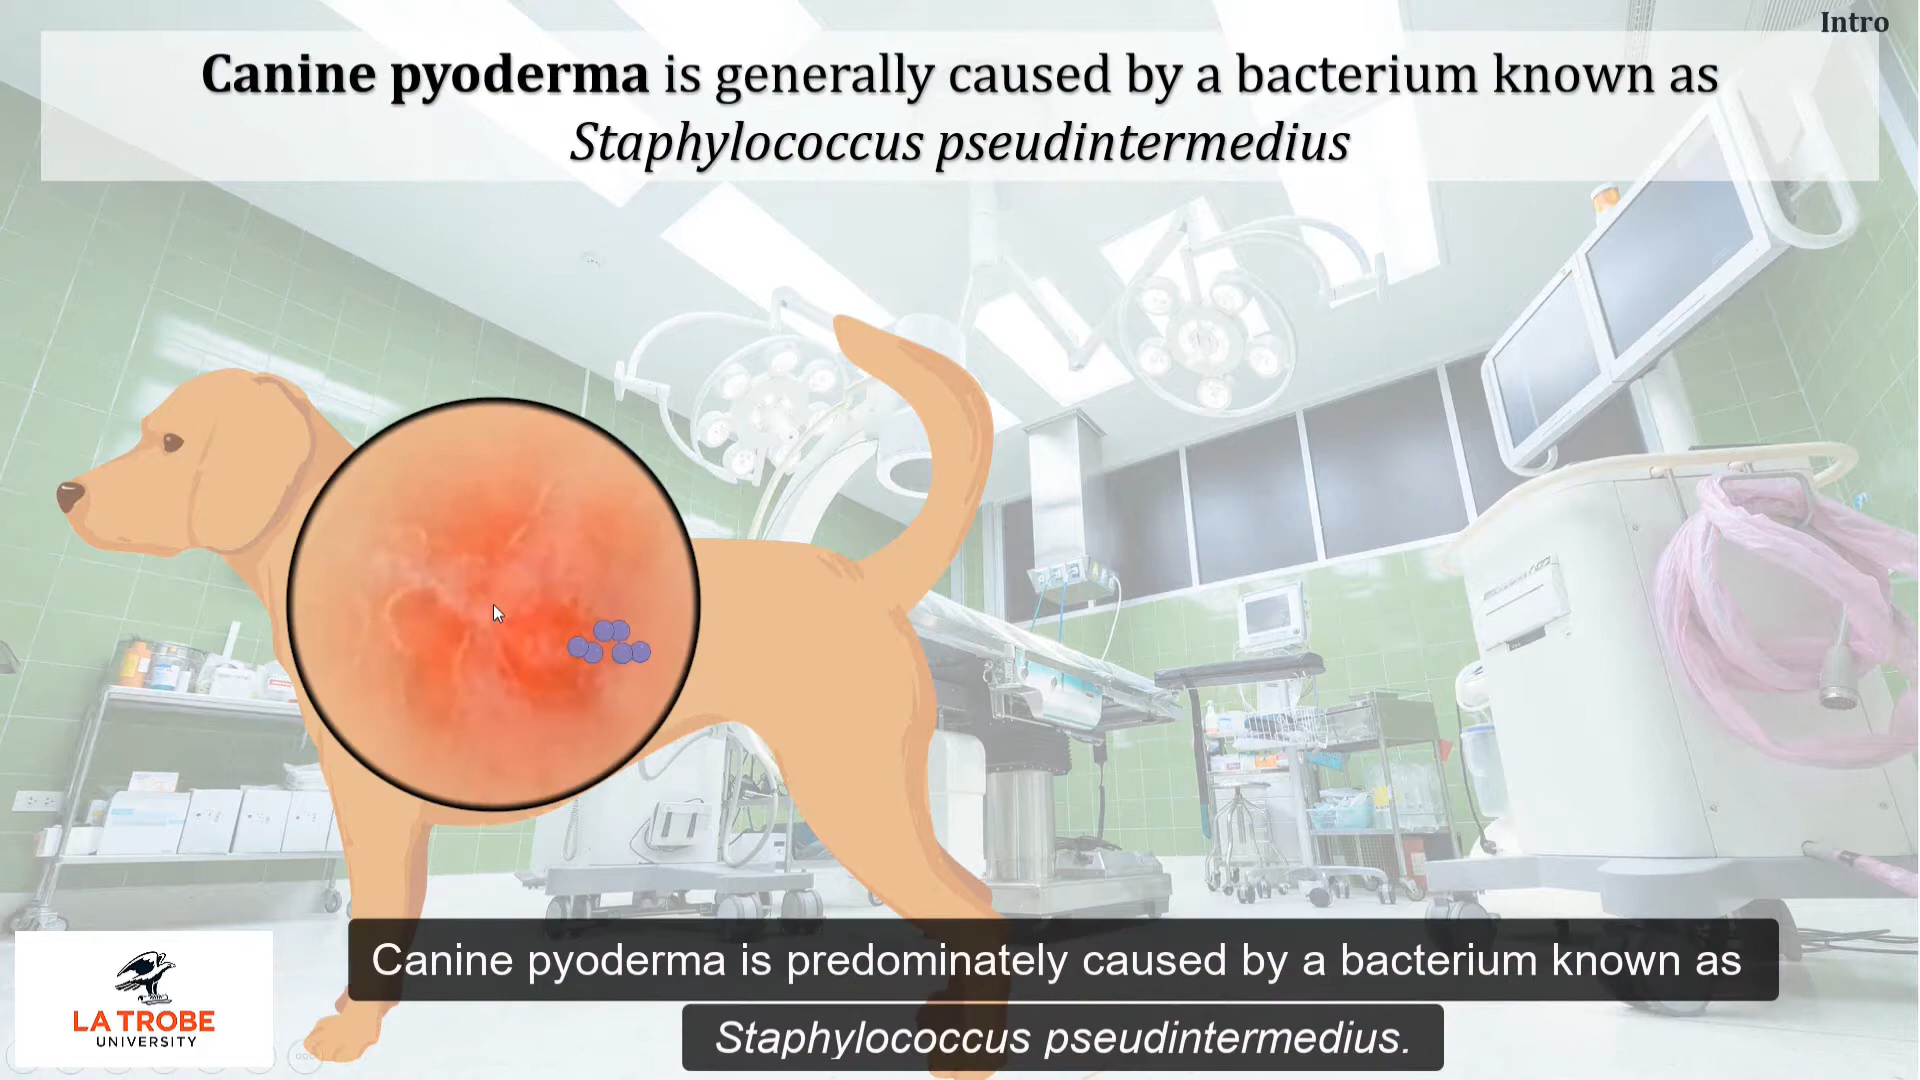 Intro
Canine pyoderma is generally caused by a bacterium known as
Staphylococcus pseudintermedius
Canine pyoderma is predominately caused by a bacterium known as
Staphylococcus pseudintermedius.
LA TROBE
UNIVERSITY